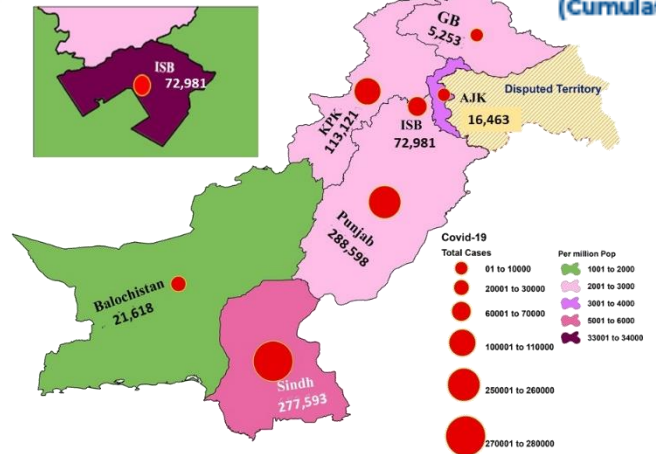 (Cumula
ISB
72,981
GB
5,253
Disputed Territory
AJK
16,463
KPK
113,121
ISB
72,981
Punjab
288,598
Balochistan
21,618
Sindh
277,593
Covid-19
Total Cases
01 to 10000
20001 to 30000
60001 to 70000
100001 to 110000
250001 to 260000
270001 to 280000
Per million Pop
1001 to 2000
2001 to 3000
3001 to 4000
5001 to 6000
33001 to 34000